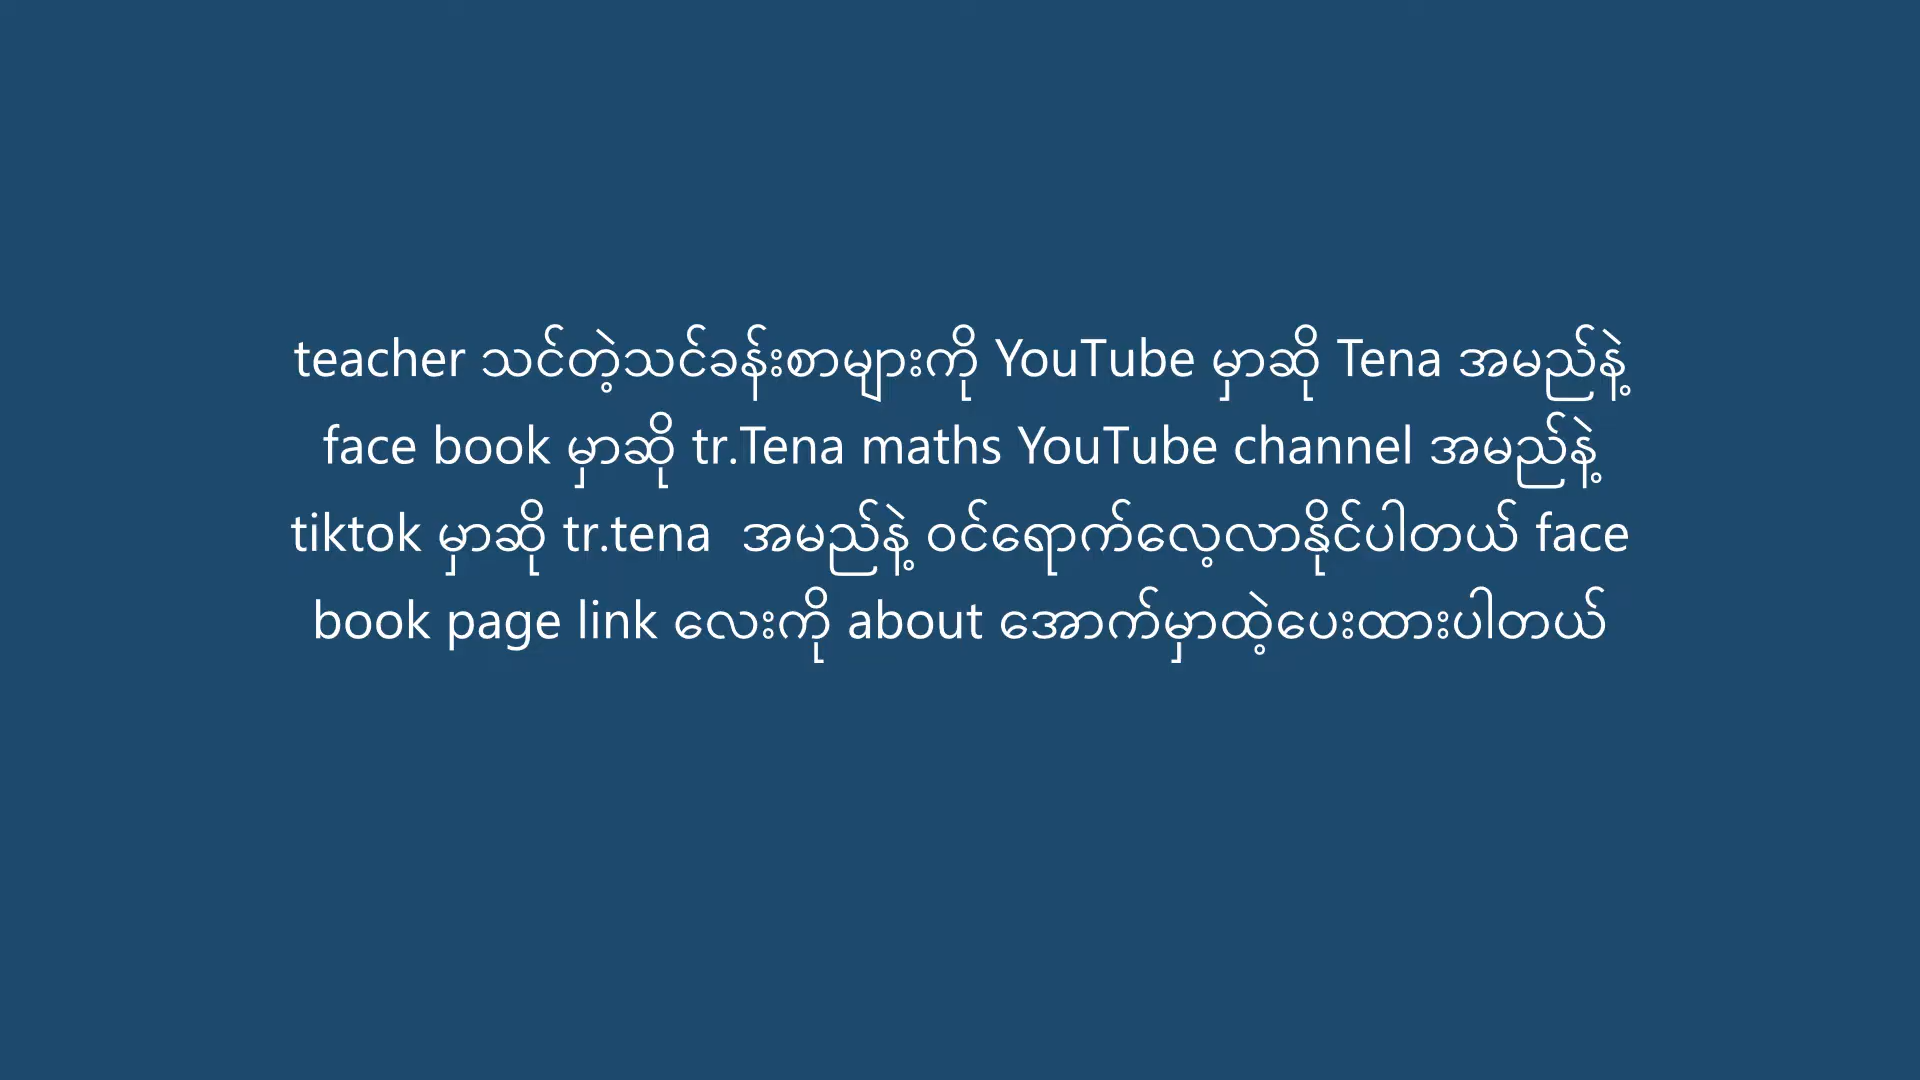 teacher သင်တဲ့သင်ခန်းစာများကို YouTube မှာဆို Tena အမည်နဲ့
face book မှာဆို tr.Tena maths YouTube channel အမည်နဲ့
tiktok မှာဆို tr.tena အမည်နဲ့ ဝင်ရောက်လေ့လာနိုင်ပါတယ် face
book page link လေးကို about အောက်မှာထဲ့ပေးထားပါတယ်